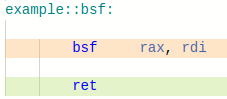 example::bsf:
bsf rax, rdi
ret